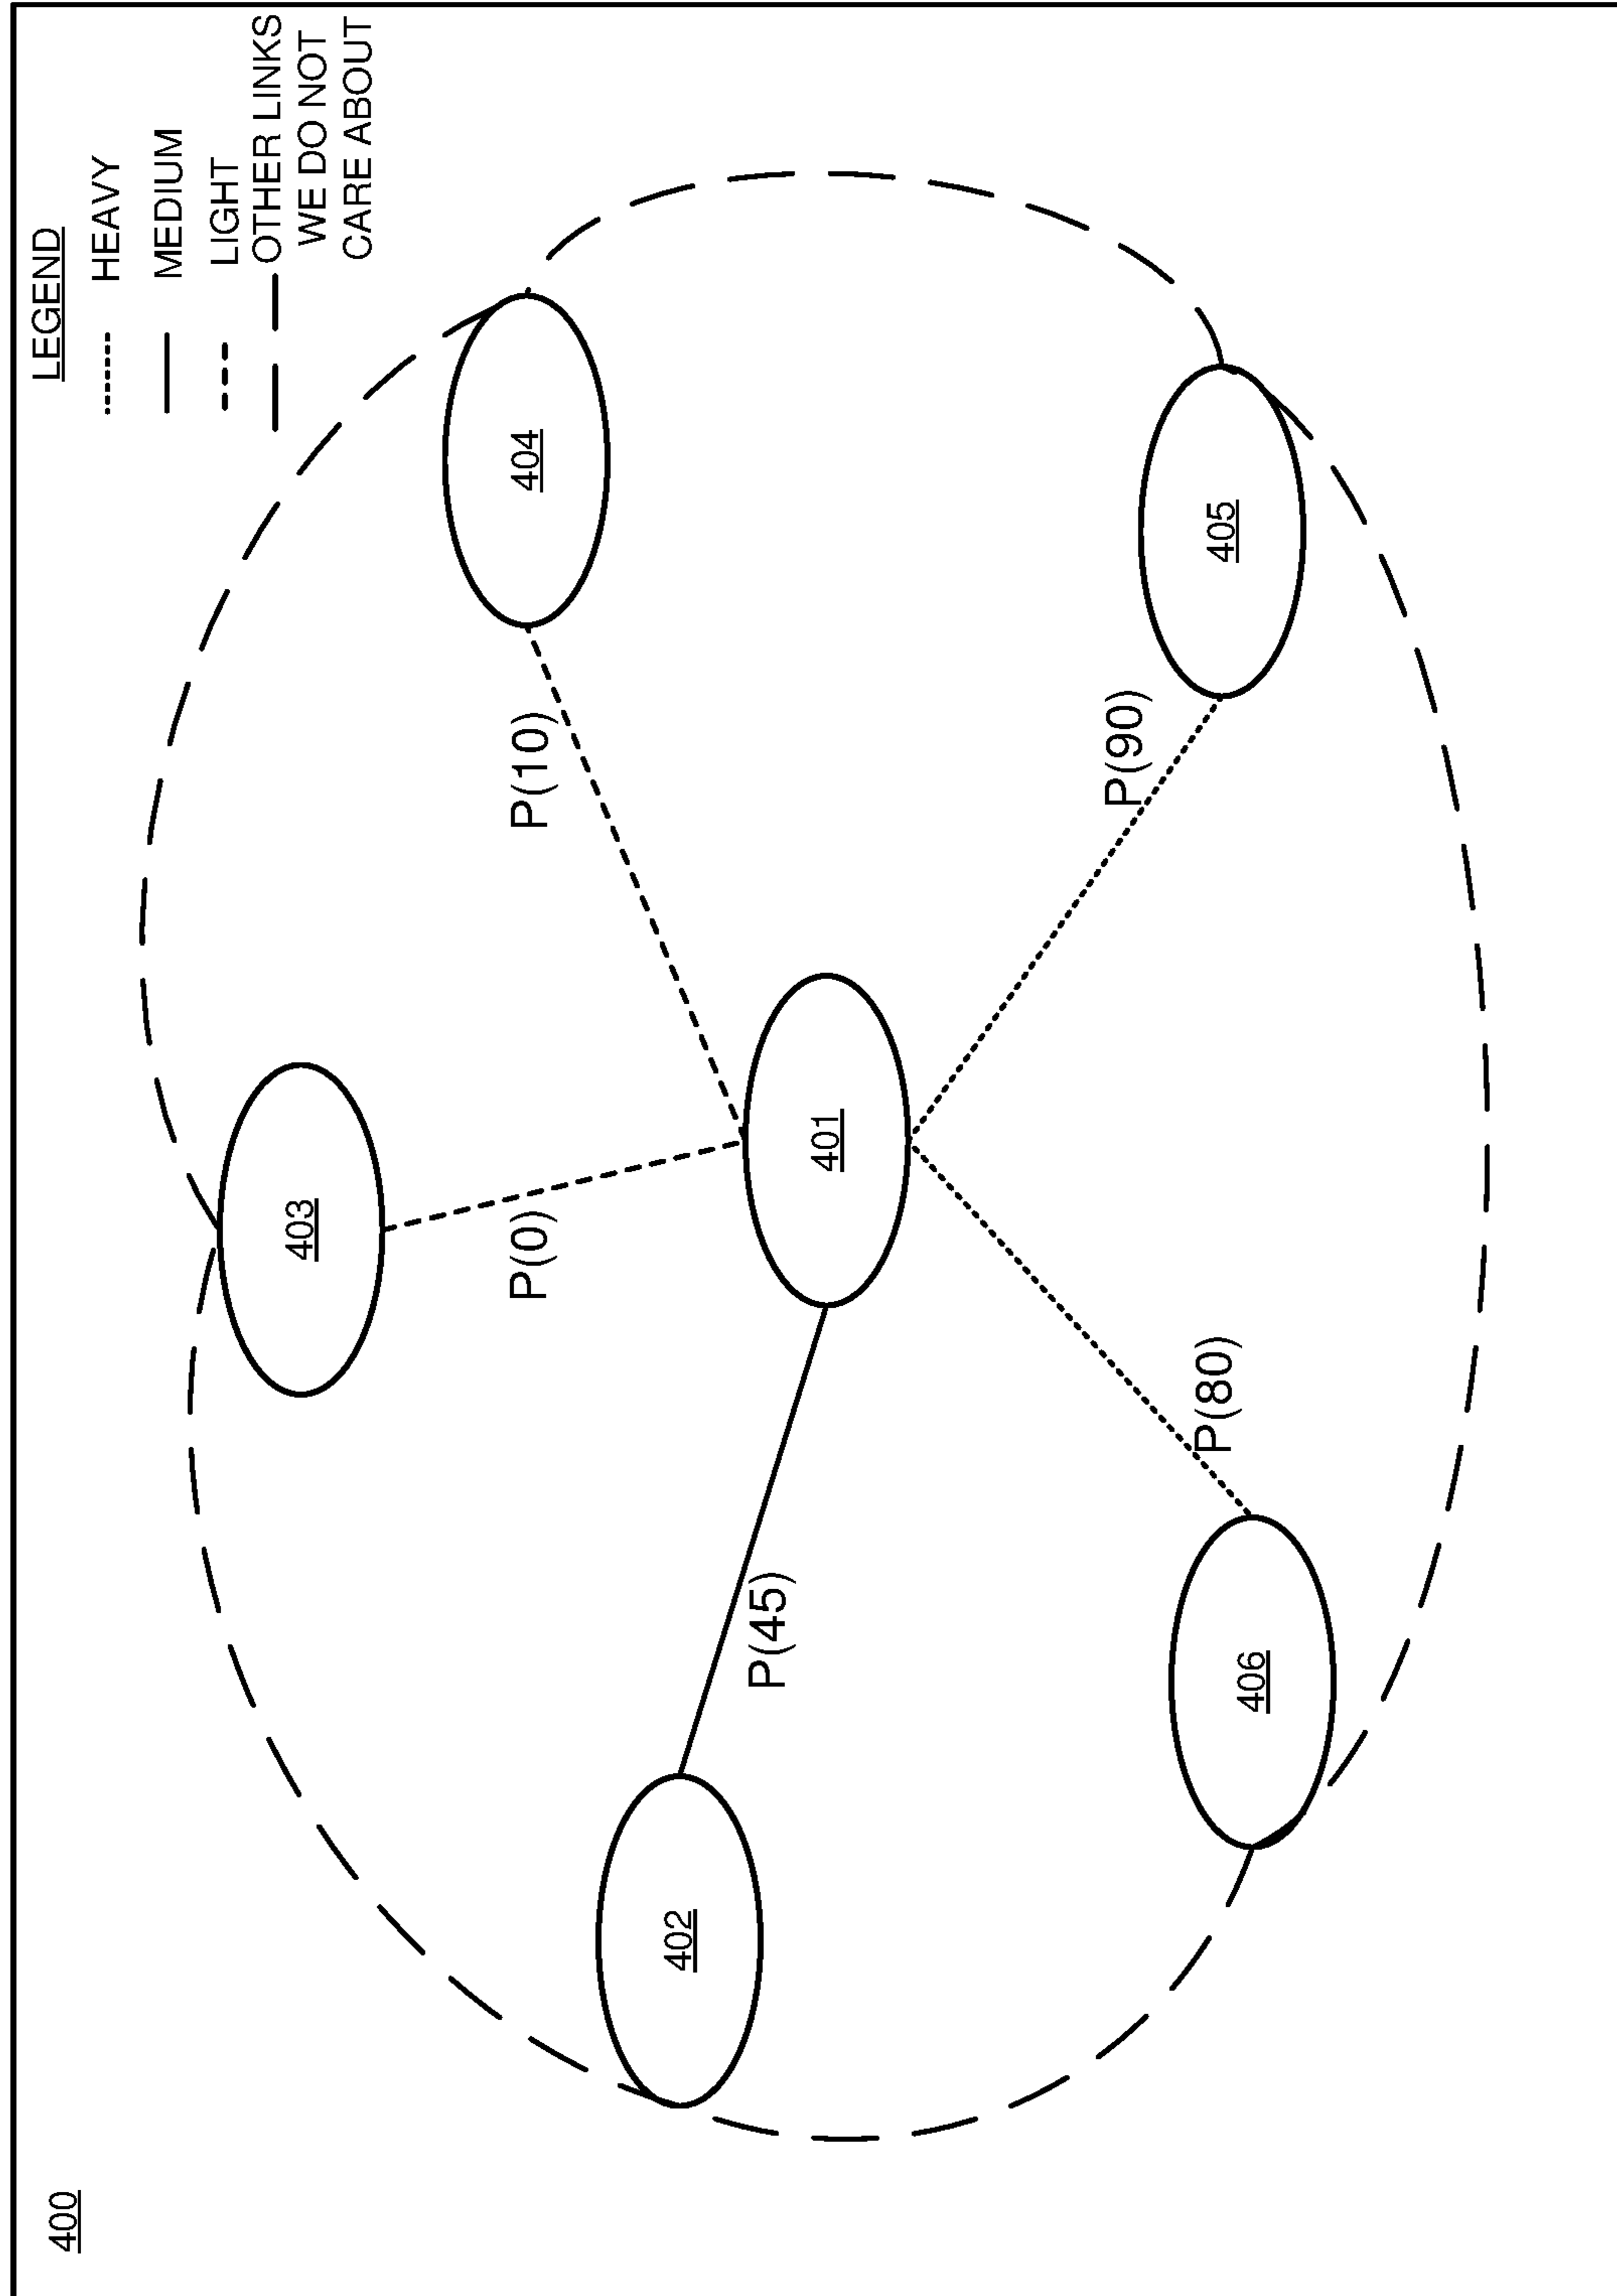 400
LEGEND
HEAVY
MEDIUM
LIGHT
OTHER LINKS
WE DO NOT
CARE ABOUT
403
404
P(0)
P(10)
402
P(45)
401
P(90)
P(80)
405
406